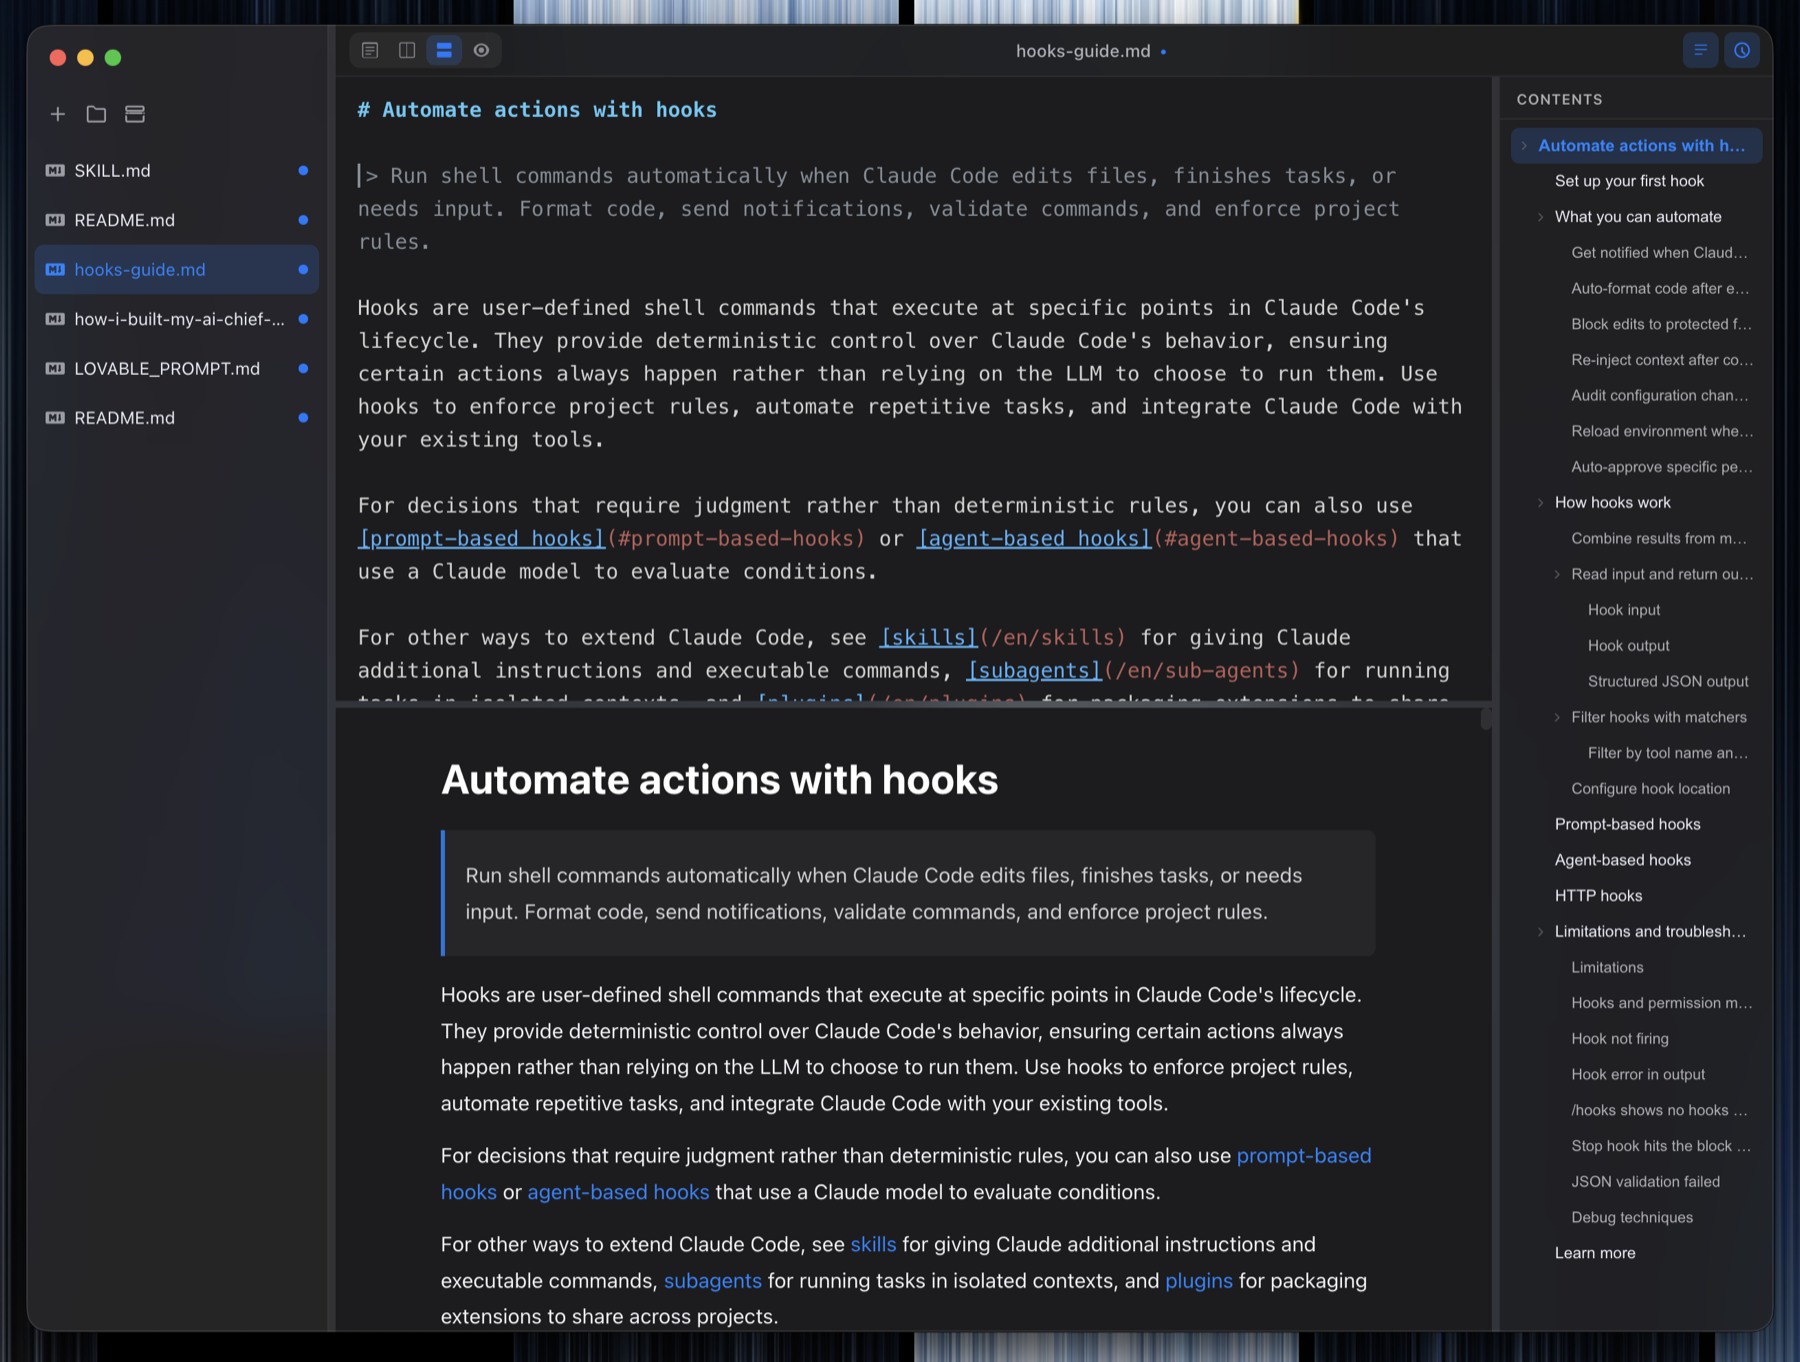 hooks-guide.md
SKILL.md
README.md
hooks-guide.md
how-i-built-my-ai-chief-...
LOVABLE_PROMPT.md
README.md
# Automate actions with hooks
> Run shell commands automatically when Claude Code edits files, finishes tasks, or
needs input. Format code, send notifications, validate commands, and enforce project
rules.
Hooks are user-defined shell commands that execute at specific points in Claude Code's
lifecycle. They provide deterministic control over Claude Code's behavior, ensuring
certain actions always happen rather than relying on the LLM to choose to run them. Use
hooks to enforce project rules, automate repetitive tasks, and integrate Claude Code with
your existing tools.
For decisions that require judgment rather than deterministic rules, you can also use
[prompt-based hooks](#prompt-based-hooks) or [agent-based hooks](#agent-based-hooks) that
use a Claude model to evaluate conditions.
For other ways to extend Claude Code, see [skills](/en/skills) for giving Claude
additional instructions and executable commands, [subagents](/en/sub-agents) for running
tasks in isolated contexts, and [plugins](/en/plugins) for packaging extensions to share
Automate actions with hooks
Run shell commands automatically when Claude Code edits files, finishes tasks, or needs
input. Format code, send notifications, validate commands, and enforce project rules.
Hooks are user-defined shell commands that execute at specific points in Claude Code's lifecycle.
They provide deterministic control over Claude Code's behavior, ensuring certain actions always
happen rather than relying on the LLM to choose to run them. Use hooks to enforce project rules,
automate repetitive tasks, and integrate Claude Code with your existing tools.
For decisions that require judgment rather than deterministic rules, you can also use prompt-based
hooks or agent-based hooks that use a Claude model to evaluate conditions.
For other ways to extend Claude Code, see skills for giving Claude additional instructions and
executable commands, subagents for running tasks in isolated contexts, and plugins for packaging
extensions to share across projects.
CONTENTS
Automate actions with h...
Set up your first hook
What you can automate
Get notified when Claud...
Auto-format code after e...
Block edits to protected f...
Re-inject context after co...
Audit configuration chan...
Reload environment whe...
Auto-approve specific pe...
How hooks work
Combine results from m...
Read input and return ou...
Hook input
Hook output
Structured JSON output
Filter hooks with matchers
Filter by tool name an...
Configure hook location
Prompt-based hooks
Agent-based hooks
HTTP hooks
Limitations and troublesh...
Limitations
Hooks and permission m...
Hook not firing
Hook error in output
/hooks shows no hooks ...
Stop hook hits the block ...
JSON validation failed
Debug techniques
Learn more